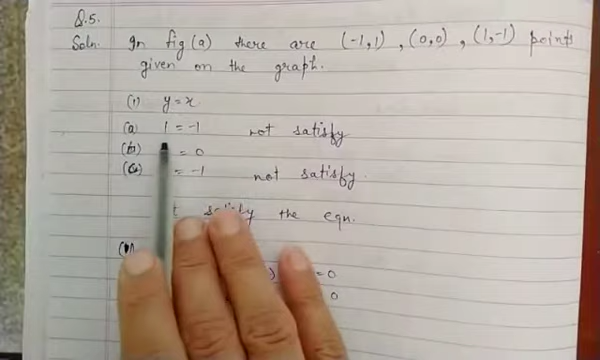 Q.5.
Soln. In fig (a) there are (-1,1), (0,0), (1,-1) points
given on the graph.
(i) y = x
(a) 1 = -1 not satisfy
(b) = 0
(c) = -1 not satisfy.
satisfy the eqn.
= 0
0